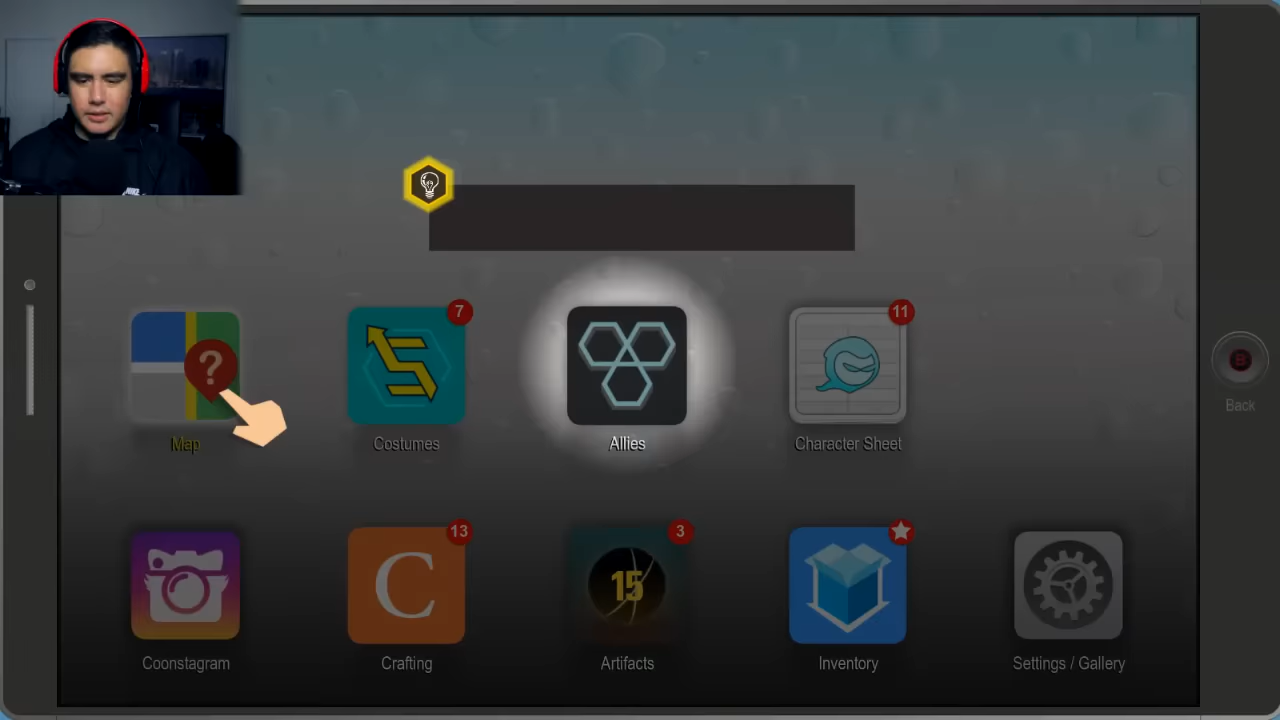 7
11
?
S
Map
Costumes
Allies
Character Sheet
B
Back
13
3
C
15
Coonstagram
Crafting
Artifacts
Inventory
Settings / Gallery